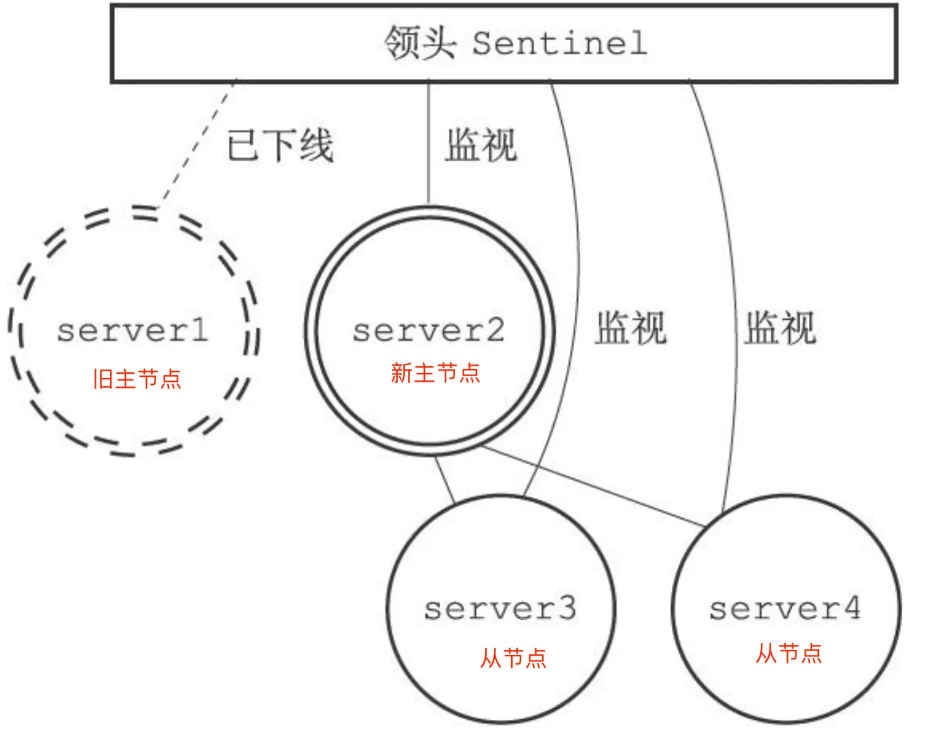 领头 Sentinel
已下线
监视
server1
旧主节点
server2
新主节点
监视
监视
server3
从节点
server4
从节点